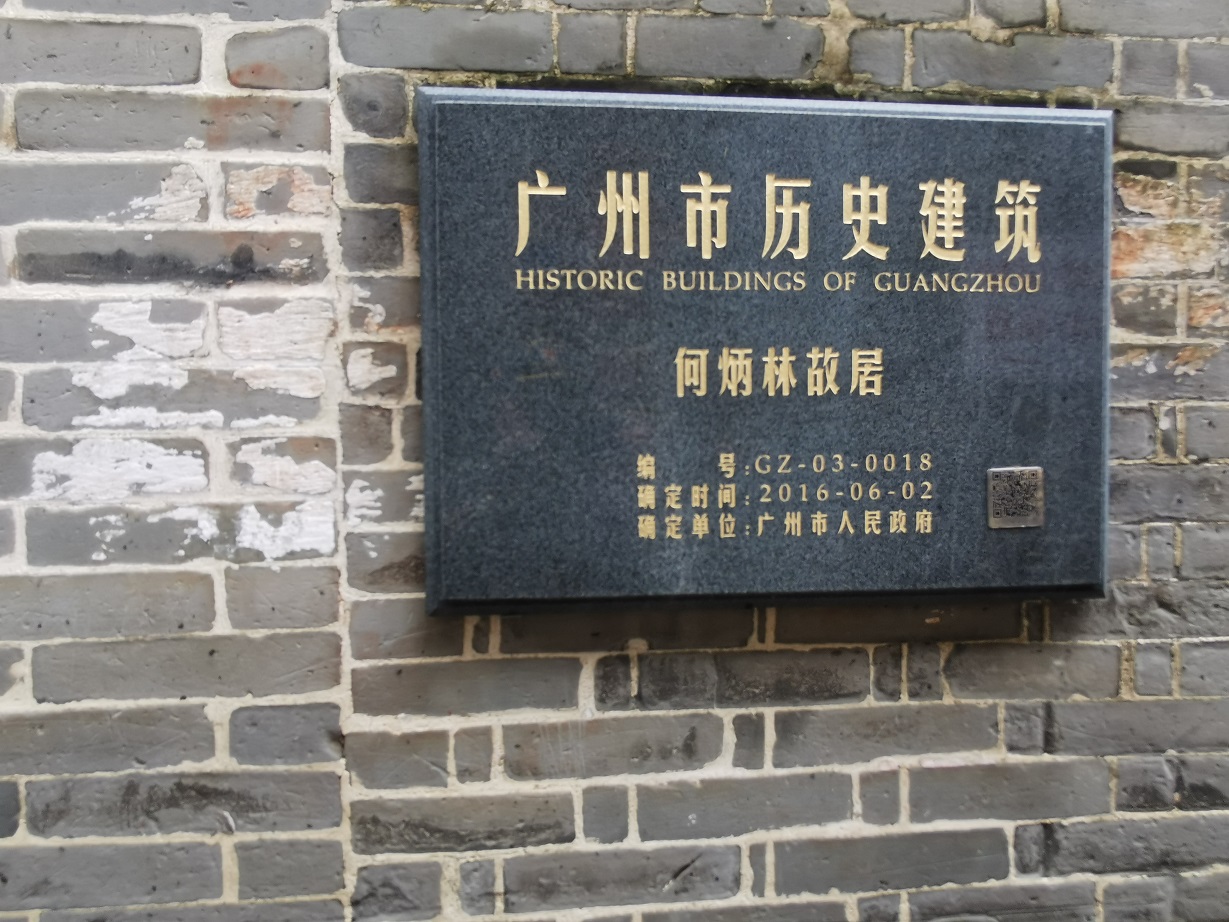 广州市历史建筑
HISTORIC BUILDINGS OF GUANGZHOU
何炳林故居
编 号:GZ-03-0018
确定时间:2016-06-02
确定单位:广州市人民政府